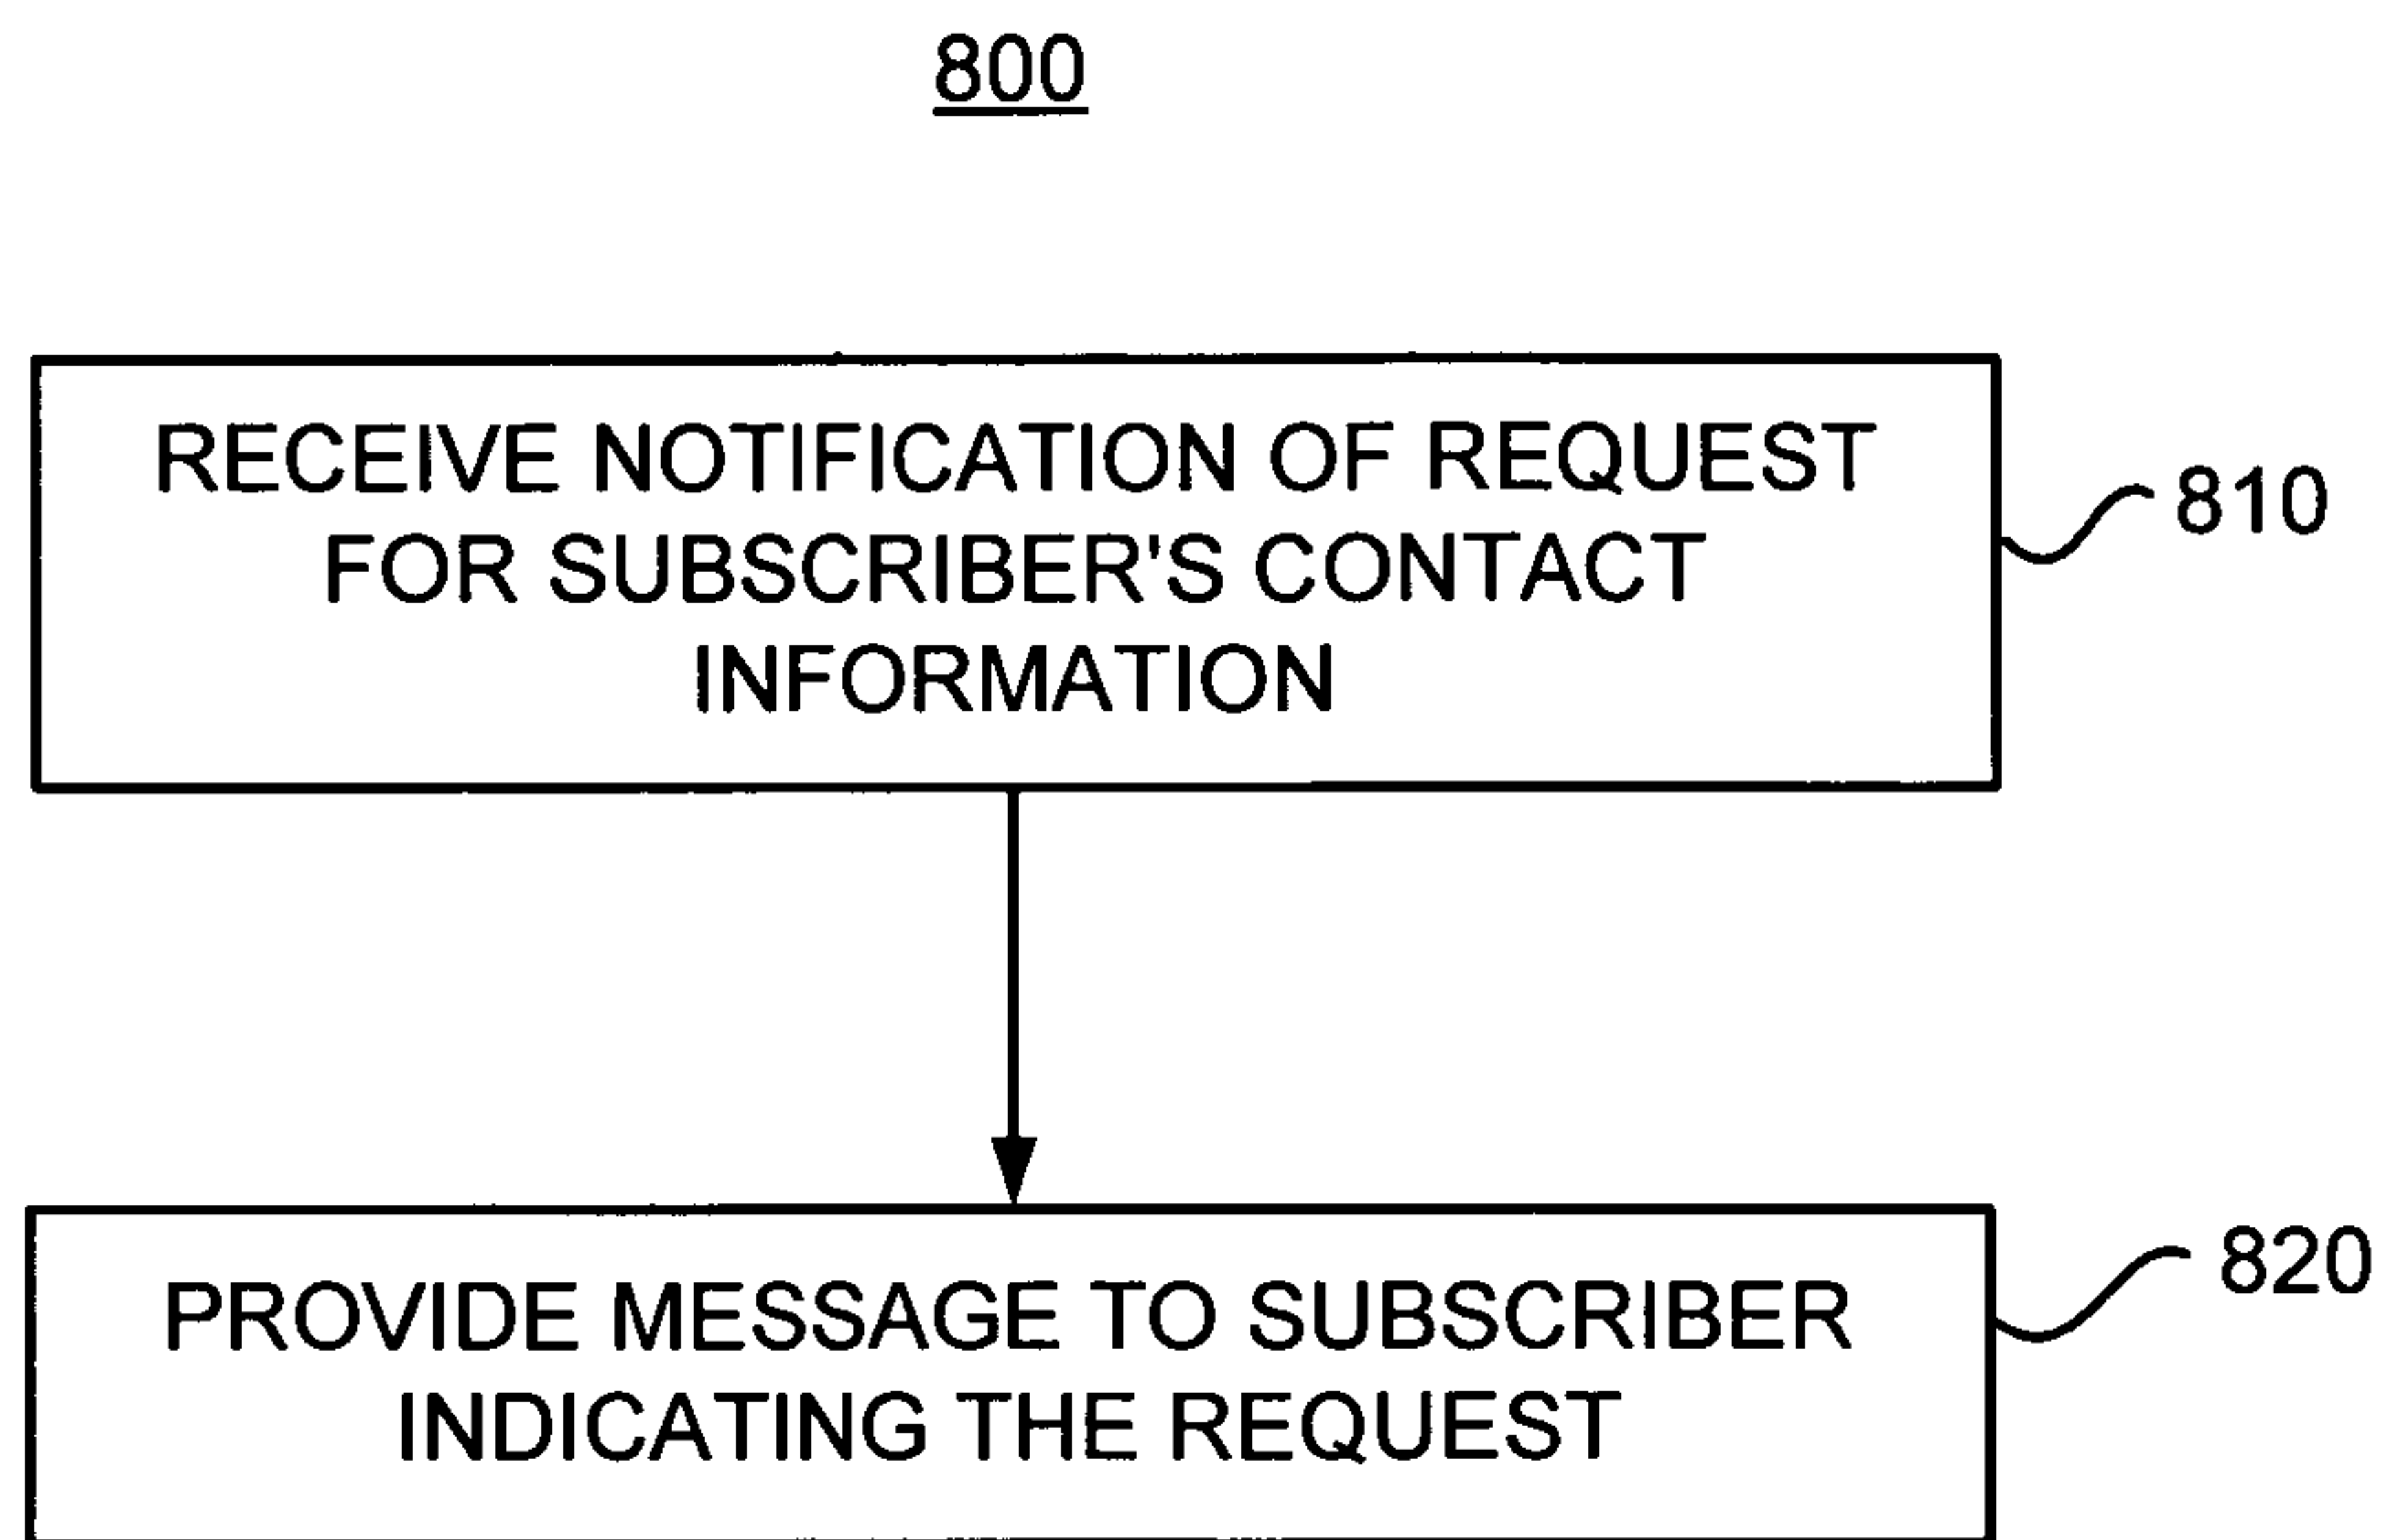 800
RECEIVE NOTIFICATION OF REQUEST
FOR SUBSCRIBER'S CONTACT
INFORMATION
810
PROVIDE MESSAGE TO SUBSCRIBER
INDICATING THE REQUEST
820